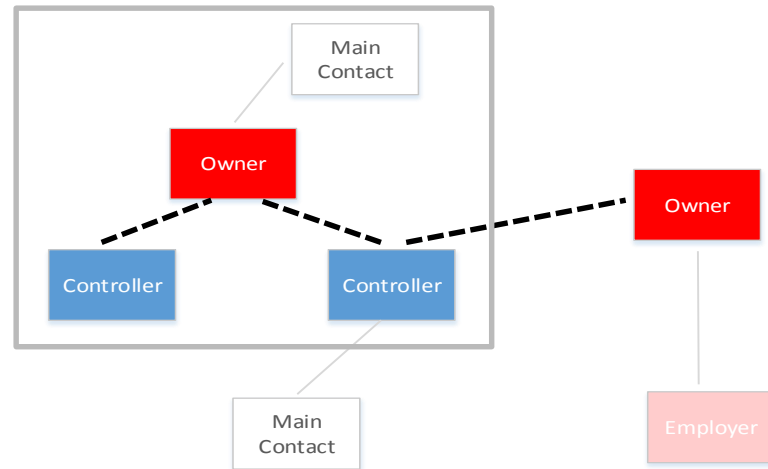 Main
Contact
Owner
Owner
Controller
Controller
Main
Contact
Employer